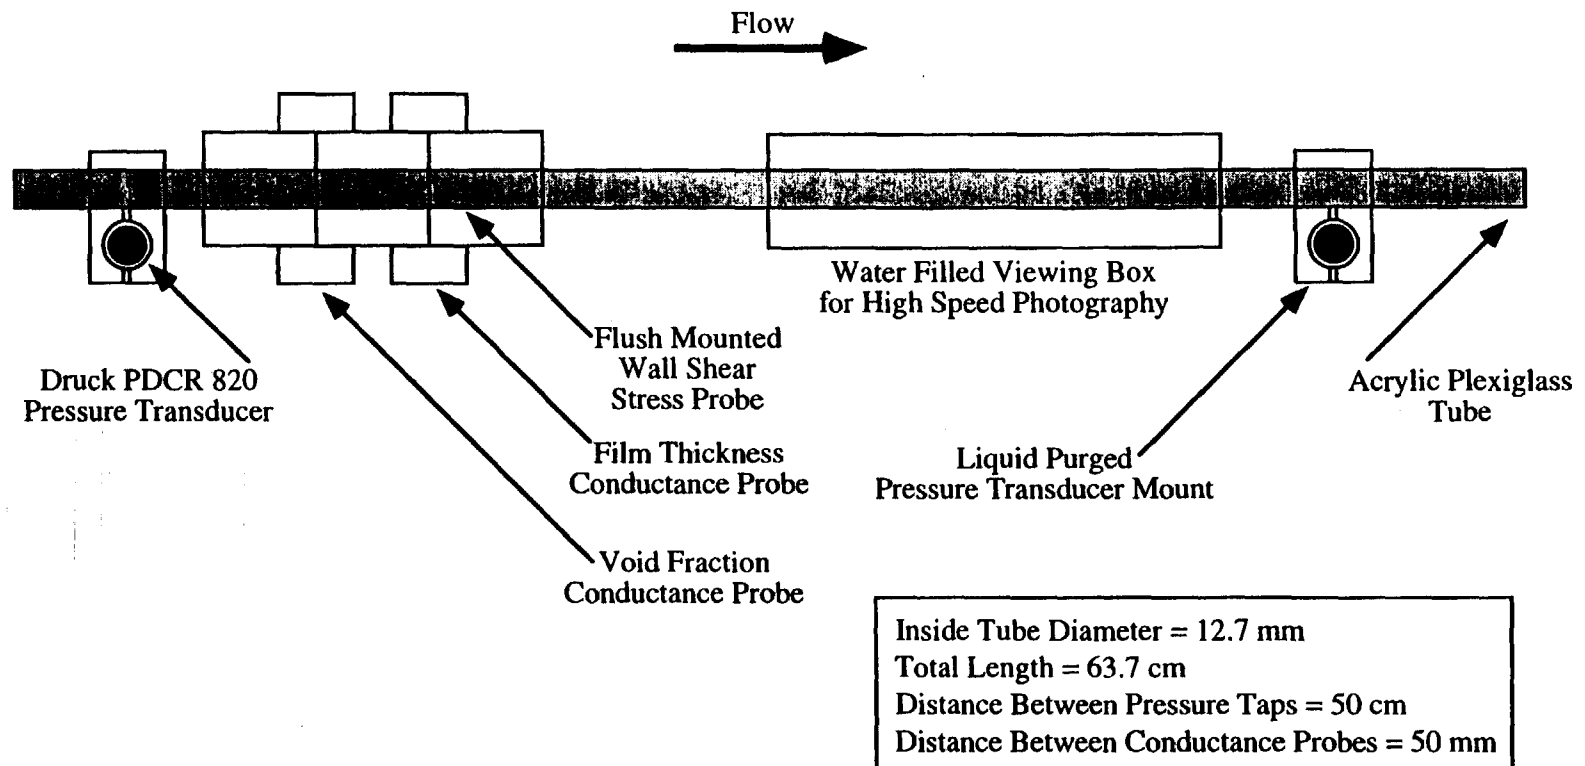 Flow
Water Filled Viewing Box
for High Speed Photography
Flush Mounted
Wall Shear
Stress Probe
Druck PDCR 820
Pressure Transducer
Acrylic Plexiglass
Tube
Film Thickness
Conductance Probe
Liquid Purged
Pressure Transducer Mount
Void Fraction
Conductance Probe
Inside Tube Diameter = 12.7 mm
Total Length = 63.7 cm
Distance Between Pressure Taps = 50 cm
Distance Between Conductance Probes = 50 mm